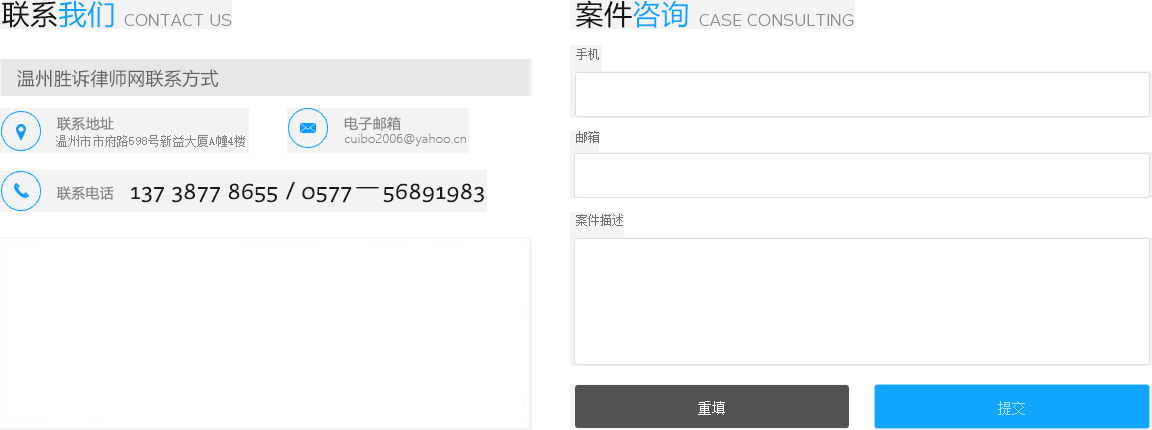 联系我们 CONTACT US
温州胜诉律师网联系方式
联系地址
温州市市府路598号新益大厦A幢4楼
电子邮箱
cuibo2006@yahoo.cn
联系电话 137 3877 8655 / 0577—56891983
案件咨询 CASE CONSULTING
手机
邮箱
案件描述
重填
提交